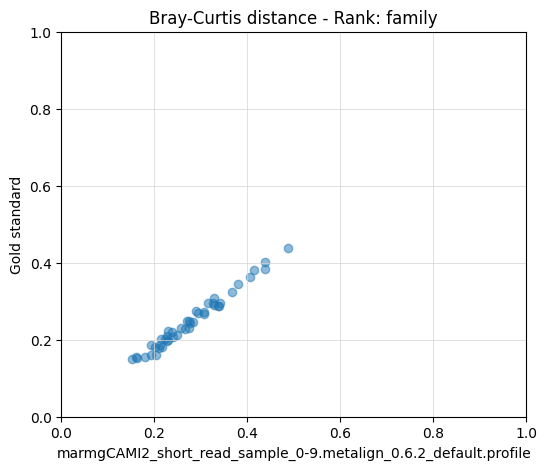 Bray-Curtis distance - Rank: family
1.0
0.8
0.6
0.4
0.2
0.0
Gold standard
0.0 0.2 0.4 0.6 0.8 1.0
marmgCAMI2_short_read_sample_0-9.metalign_0.6.2_default.profile